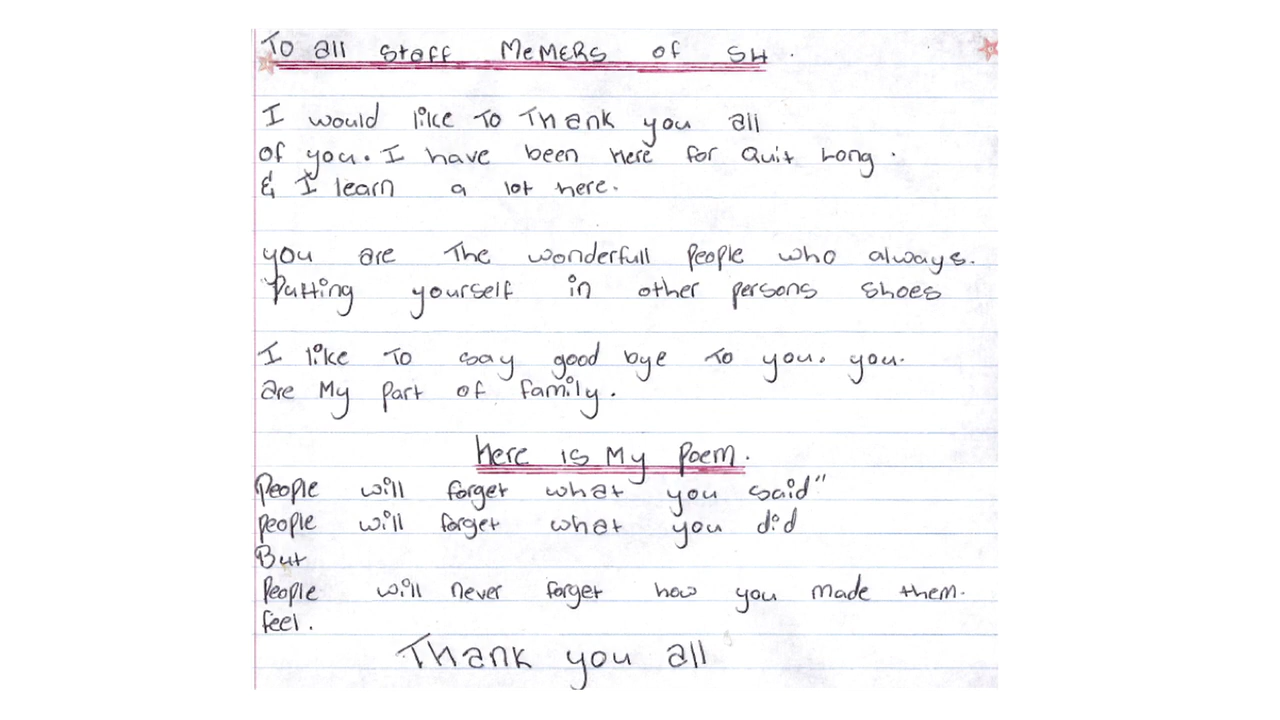 To all staff MeMERS of SH.
I would like To Thank you all
of you. I have been Here for Quit Long.
& I learn a lot here.
you are The wonderfull People who always.
Putting yourself in other persons shoes
I like To say good bye To you. you.
are My Part of family.
Here is My Poem.
People will forget what you said"
People will forget what you did
But
People will never forget how you made them.
feel.
Thank you all